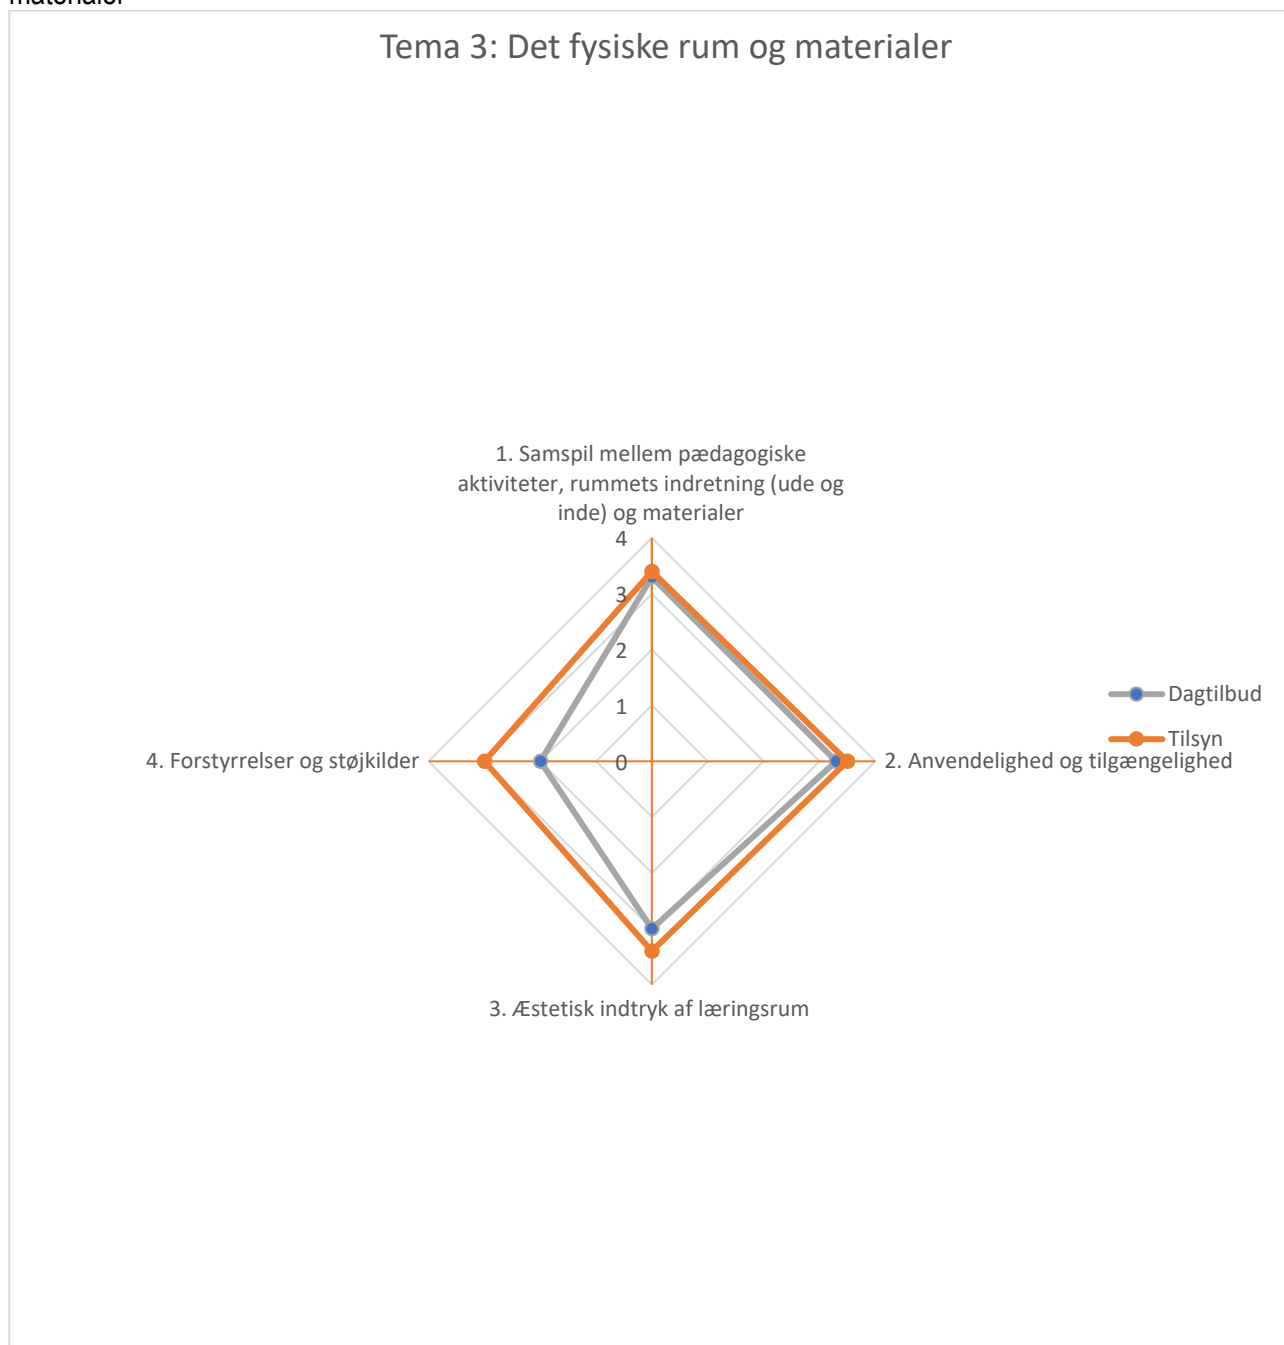 materialer
Tema 3: Det fysiske rum og materialer
1. Samspil mellem pædagogiske
aktiviteter, rummets indretning (ude og
inde) og materialer
4
3
2
1
0
Dagtilbud
Tilsyn
4. Forstyrrelser og støjkilder
2. Anvendelighed og tilgængelighed
3. Æstetisk indtryk af læringsrum